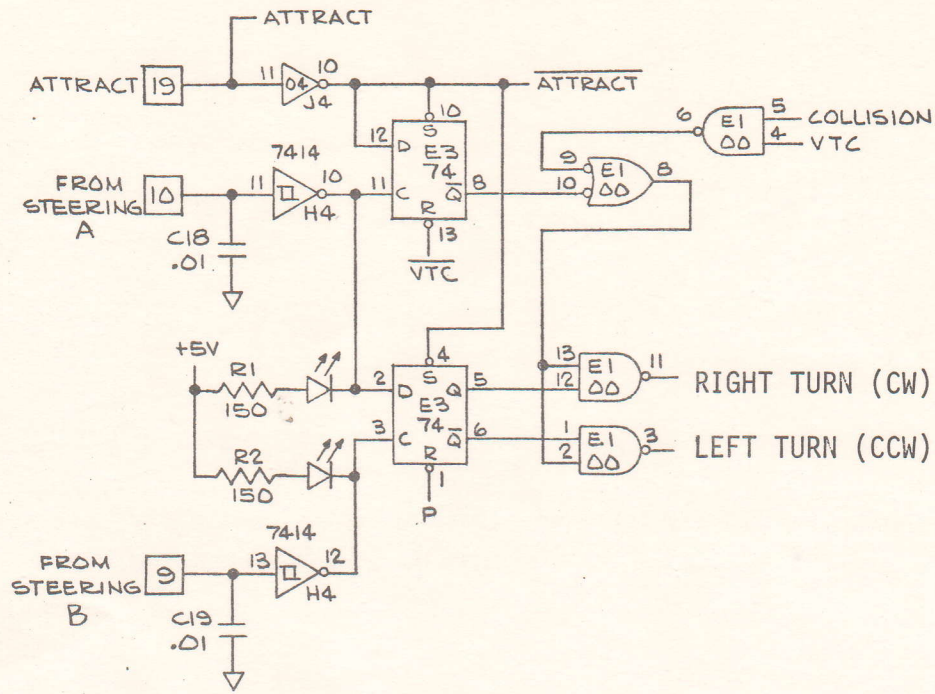 ATTRACT
ATTRACT 19 11 04 10 J4 ATTRACT
10
12 D S E3 74
6 E1 00 5 COLLISION
4 VTC
7414
9 E1 00 8
FROM STEERING A 10 11 10 H4 11 C Q 8 10
R
13
C18
.01
VTC
+5V
R1
150
4
2 D S Q 5 13 E1 00 11 RIGHT TURN (CW)
12
E3
74
3 C Q 6 1 E1 00 3 LEFT TURN (CCW)
2
R2
150
R
1
P
7414
FROM STEERING B 9 13 12 H4
C19
.01